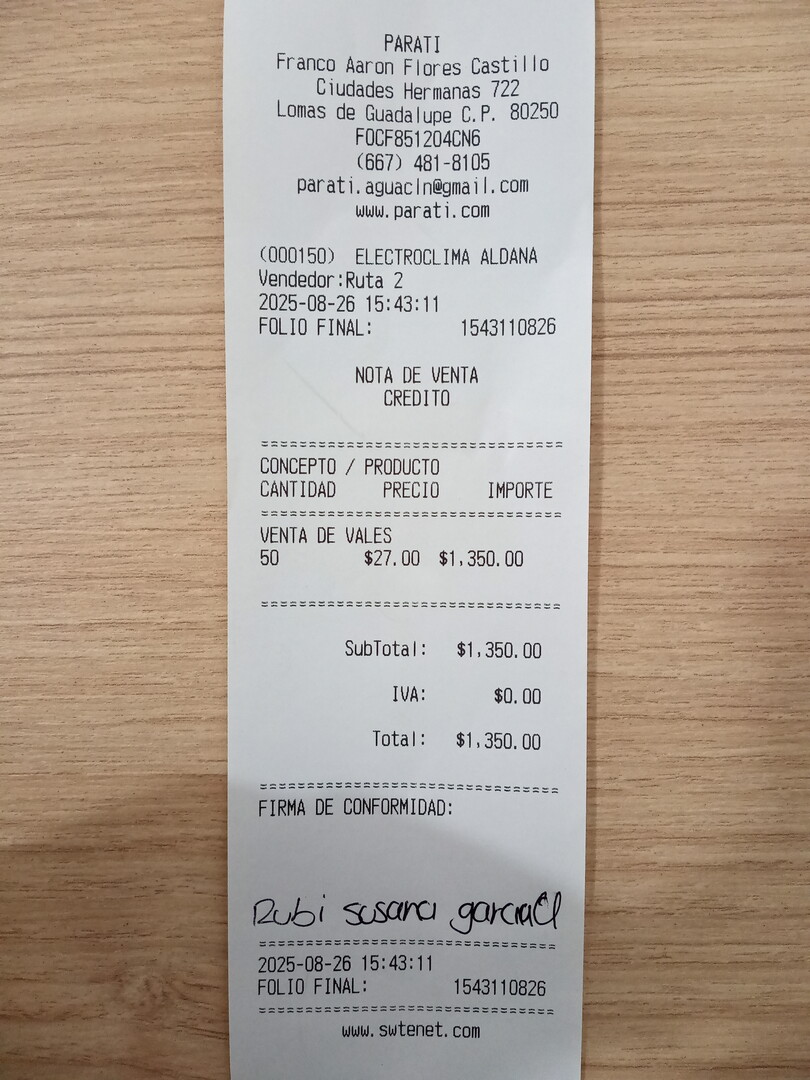 PARATI
Franco Aaron Flores Castillo
Ciudades Hermanas 722
Lomas de Guadalupe C.P. 80250
FOCF851204CN6
(667) 481-8105
parati.aguacln@gmail.com
www.parati.com
(000150) ELECTROCLIMA ALDANA
Vendedor:Ruta 2
2025-08-26 15:43:11
FOLIO FINAL: 1543110826
NOTA DE VENTA
CREDITO
================================
CONCEPTO / PRODUCTO
CANTIDAD PRECIO IMPORTE
================================
VENTA DE VALES
50 $27.00 $1,350.00
================================
SubTotal: $1,350.00
IVA: $0.00
Total: $1,350.00
================================
FIRMA DE CONFORMIDAD:
Rubi susana garcia
================================
2025-08-26 15:43:11
FOLIO FINAL: 1543110826
================================
www.swtenet.com